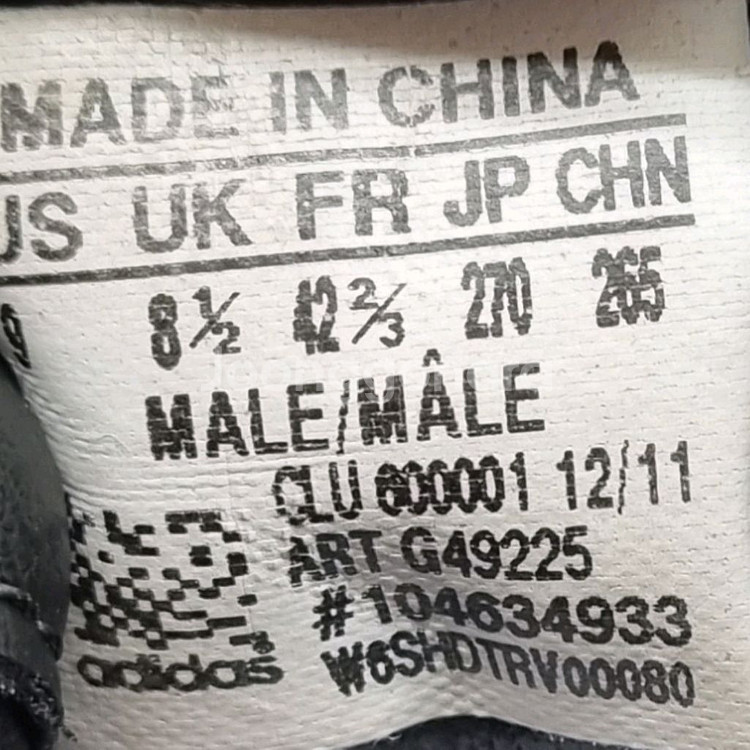 MADE IN CHINA
US UK FR JP CHN
9 8½ 42⅔ 270 265
MALE/MÂLE
CLU 600001 12/11
ART G49225
#104634933
adidas W6SHDTRV00080